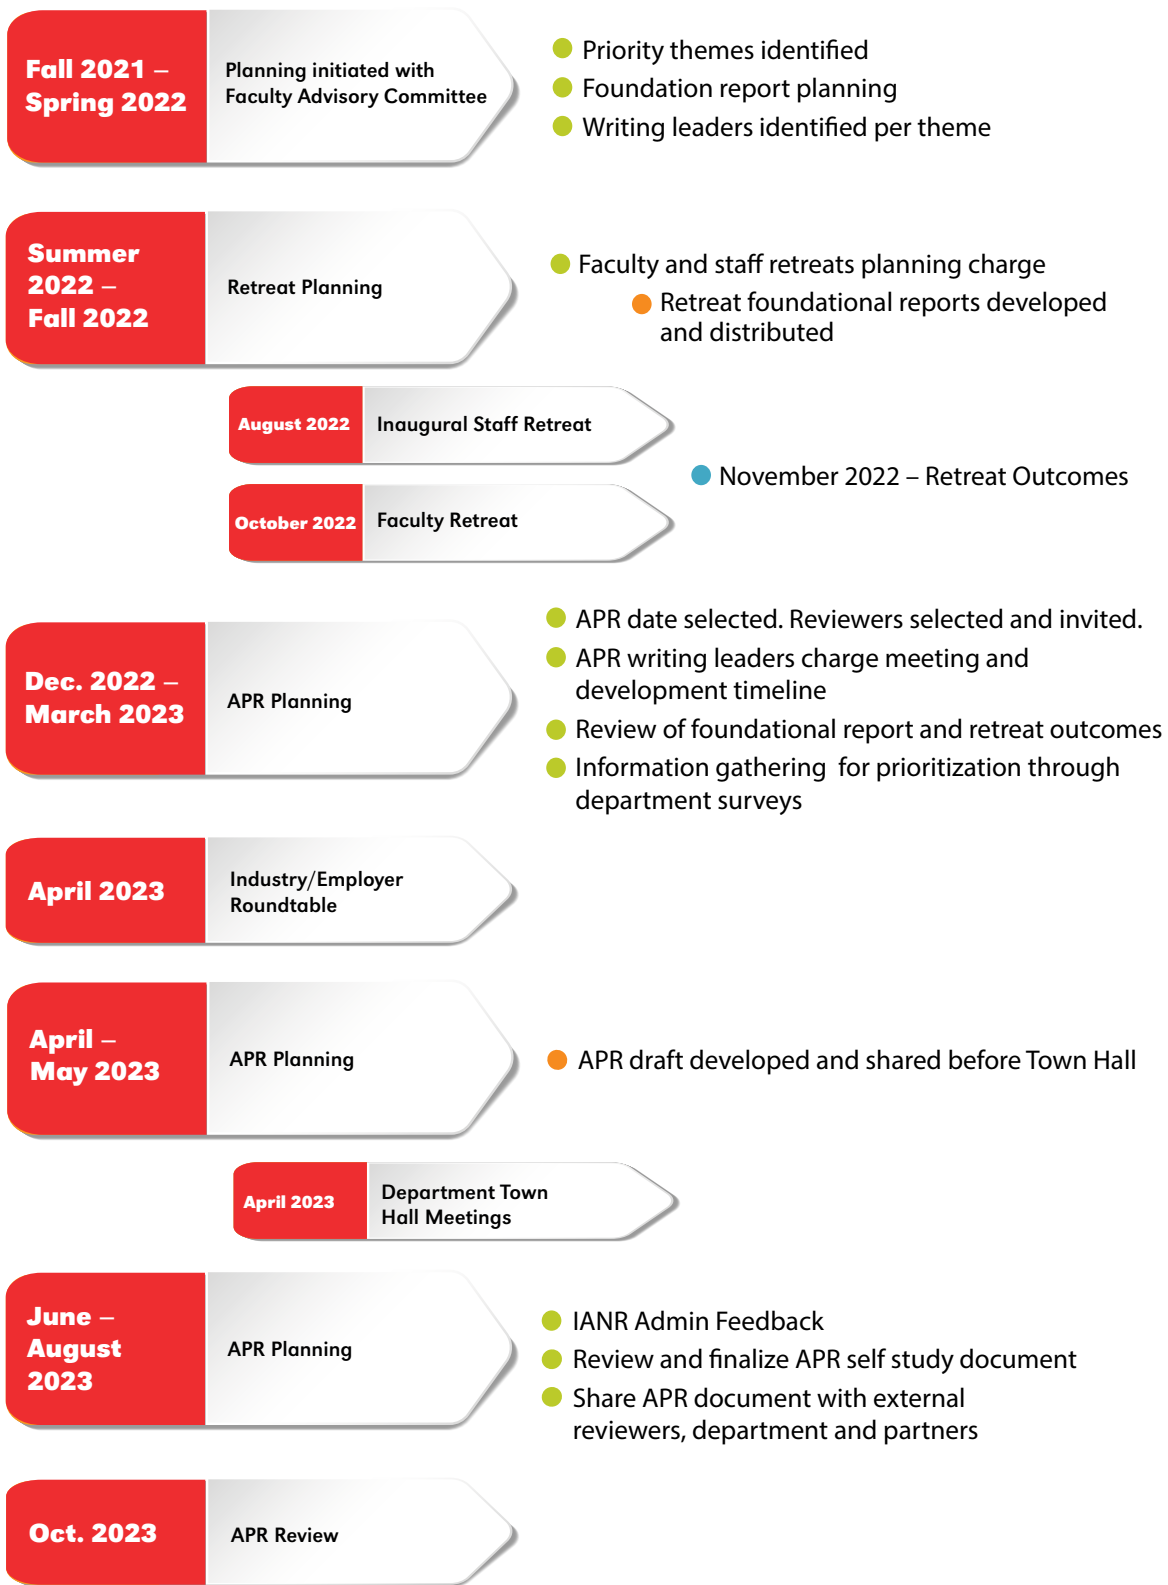 Fall 2021 –
Spring 2022
Planning initiated with
Faculty Advisory Committee
Priority themes identified
Foundation report planning
Writing leaders identified per theme
Summer
2022 –
Fall 2022
Retreat Planning
Faculty and staff retreats planning charge
Retreat foundational reports developed
and distributed
August 2022
Inaugural Staff Retreat
November 2022 – Retreat Outcomes
October 2022
Faculty Retreat
Dec. 2022 –
March 2023
APR Planning
APR date selected. Reviewers selected and invited.
APR writing leaders charge meeting and
development timeline
Review of foundational report and retreat outcomes
Information gathering  for prioritization through
department surveys
April 2023
Industry/Employer
Roundtable
April –
May 2023
APR Planning
APR draft developed and shared before Town Hall
April 2023
Department Town
Hall Meetings
June –
August
2023
APR Planning
IANR Admin Feedback
Review and finalize APR self study document
Share APR document with external
reviewers, department and partners
Oct. 2023
APR Review